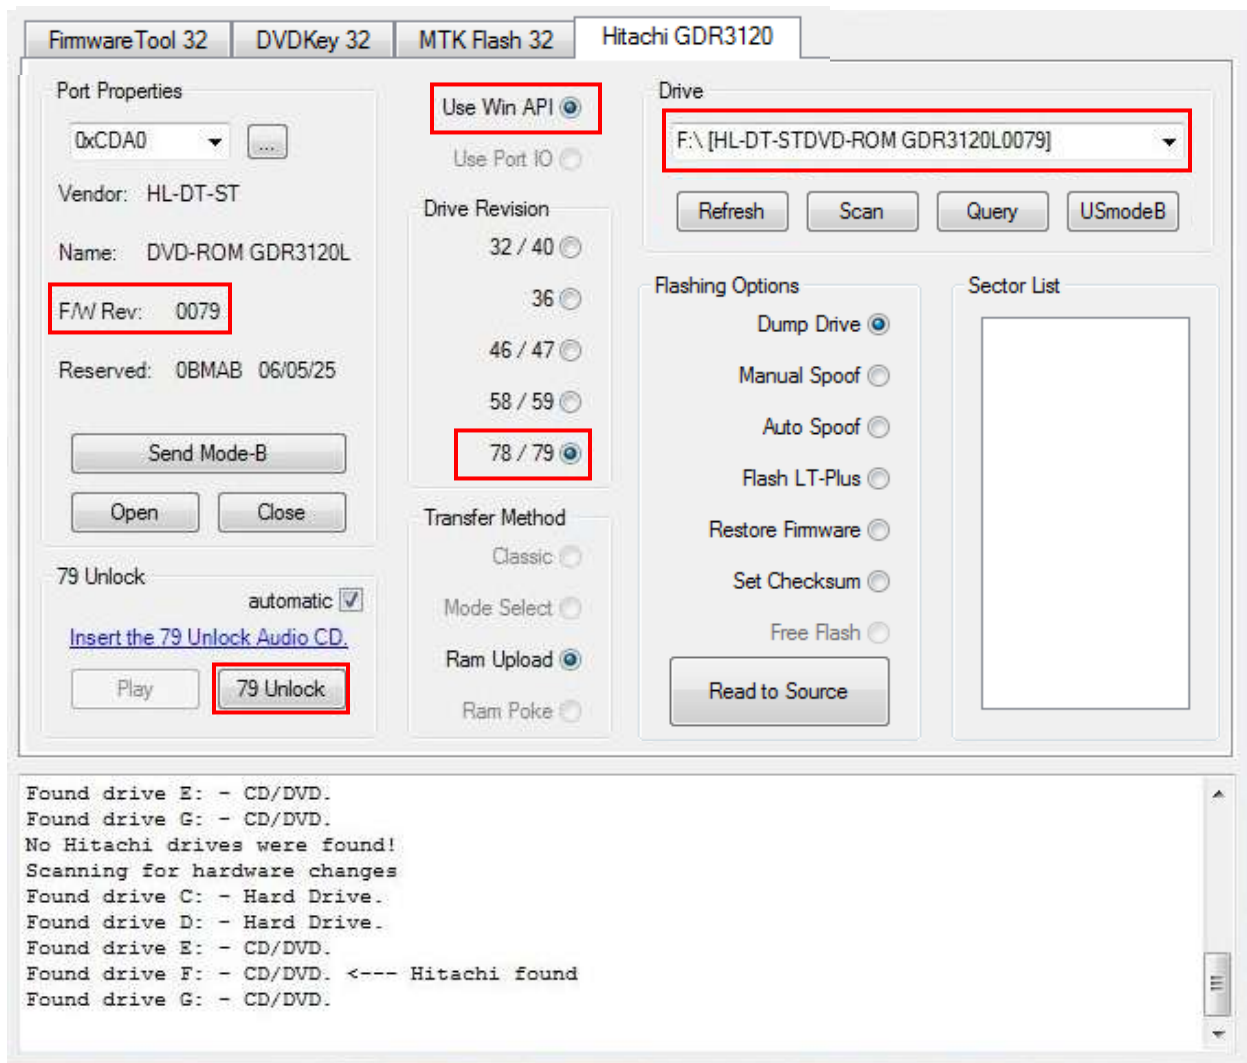 FirmwareTool 32 DVDKey 32 MTK Flash 32 Hitachi GDR3120
Port Properties
0xCDA0 ...
Vendor: HL-DT-ST
Name: DVD-ROM GDR3120L
F/W Rev: 0079
Reserved: 0BMAB 06/05/25
Send Mode-B
Open Close
79 Unlock
automatic
Insert the 79 Unlock Audio CD.
Play 79 Unlock
Use Win API
Use Port IO
Drive Revision
32 / 40
36
46 / 47
58 / 59
78 / 79
Transfer Method
Classic
Mode Select
Ram Upload
Ram Poke
Drive
F:\ [HL-DT-STDVD-ROM GDR3120L0079]
Refresh Scan Query USmodeB
Flashing Options
Dump Drive
Manual Spoof
Auto Spoof
Flash LT-Plus
Restore Firmware
Set Checksum
Free Flash
Read to Source
Sector List
Found drive E: - CD/DVD.
Found drive G: - CD/DVD.
No Hitachi drives were found!
Scanning for hardware changes
Found drive C: - Hard Drive.
Found drive D: - Hard Drive.
Found drive E: - CD/DVD.
Found drive F: - CD/DVD. <--- Hitachi found
Found drive G: - CD/DVD.